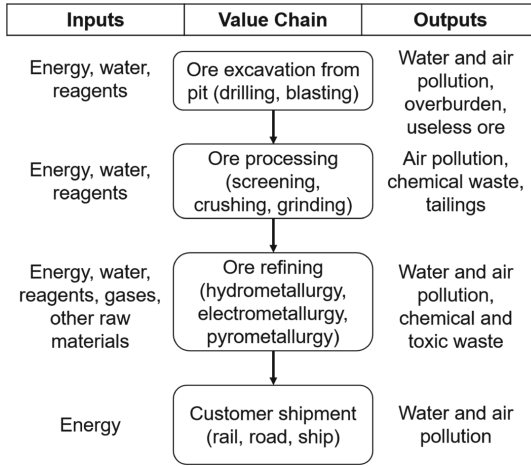 Inputs
Value Chain
Outputs
Energy, water,
reagents
Ore excavation from
pit (drilling, blasting)
Water and air
pollution,
overburden,
useless ore
Energy, water,
reagents
Ore processing
(screening,
crushing, grinding)
Air pollution,
chemical waste,
tailings
Energy, water,
reagents, gases,
other raw
materials
Ore refining
(hydrometallurgy,
electrometallurgy,
pyrometallurgy)
Water and air
pollution,
chemical and
toxic waste
Energy
Customer shipment
(rail, road, ship)
Water and air
pollution